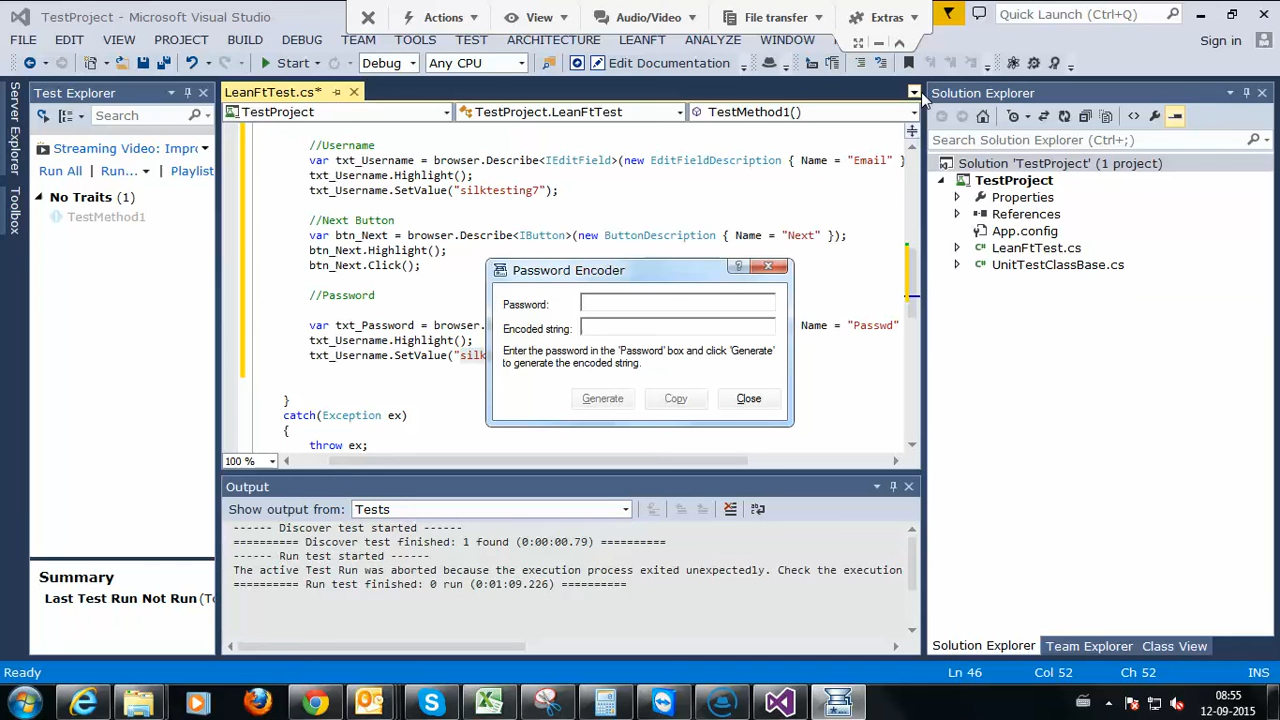 TestProject - Microsoft Visual Studio
Actions
View
Audio/Video
File transfer
Extras
Quick Launch (Ctrl+Q)
FILE EDIT VIEW PROJECT BUILD DEBUG TEAM TOOLS TEST ARCHITECTURE LEANFT ANALYZE WINDOW
Sign in
Start
Debug
Any CPU
Edit Documentation
Server Explorer
Toolbox
Test Explorer
Search
Streaming Video: Impro
Run All Run... Playlist
No Traits (1)
TestMethod1
Summary
Last Test Run Not Run (To
LeanFtTest.cs*
TestProject
TestProject.LeanFtTest
TestMethod1()
//Username
var txt_Username = browser.Describe<IEditField>(new EditFieldDescription { Name = "Email" }
txt_Username.Highlight();
txt_Username.SetValue("silktesting7");
//Next Button
var btn_Next = browser.Describe<IButton>(new ButtonDescription { Name = "Next" });
btn_Next.Highlight();
btn_Next.Click();
//Password
var txt_Password = browser. Name = "Passwd"
txt_Username.Highlight();
txt_Username.SetValue("silk
}
catch(Exception ex)
{
throw ex;
100 %
Password Encoder
Password:
Encoded string:
Enter the password in the 'Password' box and click 'Generate'
to generate the encoded string.
Generate
Copy
Close
Output
Show output from: Tests
------ Discover test started ------
========== Discover test finished: 1 found (0:00:00.79) ==========
------ Run test started ------
The active Test Run was aborted because the execution process exited unexpectedly. Check the execution
========== Run test finished: 0 run (0:01:09.226) ==========
Solution Explorer
Search Solution Explorer (Ctrl+;)
Solution 'TestProject' (1 project)
TestProject
Properties
References
App.config
LeanFtTest.cs
UnitTestClassBase.cs
Solution Explorer Team Explorer Class View
Ready
Ln 46
Col 52
Ch 52
INS
08:55
12-09-2015